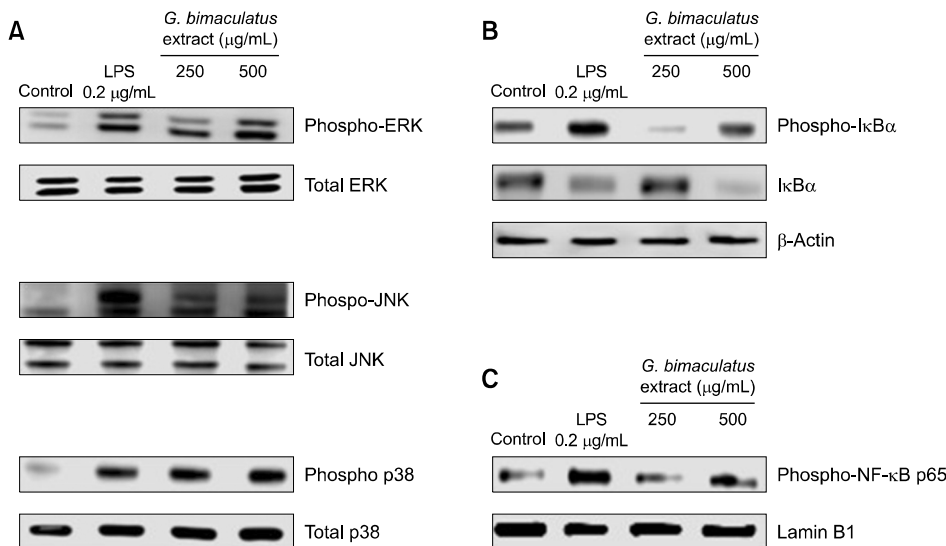 A
G. bimaculatus
extract (µg/mL)
LPS
Control 0.2 µg/mL 250 500
Phospho-ERK
Total ERK
Phospo-JNK
Total JNK
Phospho p38
Total p38
B
G. bimaculatus
extract (µg/mL)
LPS
Control 0.2 µg/mL 250 500
Phospho-IκBα
IκBα
β-Actin
C
G. bimaculatus
extract (µg/mL)
LPS
Control 0.2 µg/mL 250 500
Phospho-NF-κB p65
Lamin B1